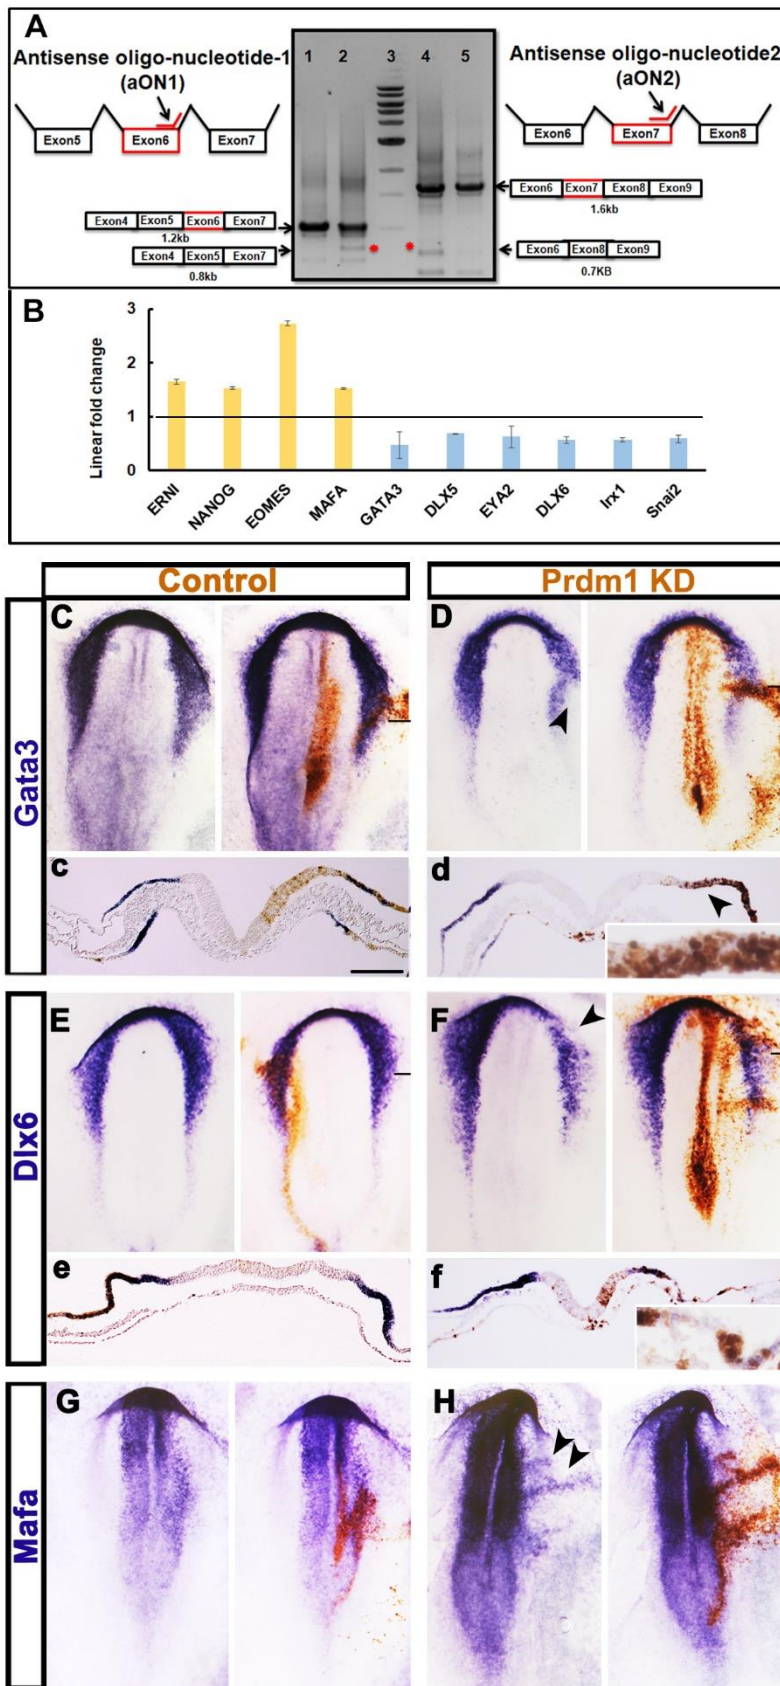 A
Antisense oligo-nucleotide-1
(aON1)
Exon5 Exon6 Exon7
Exon4 Exon5 Exon6 Exon7
1.2kb
Exon4 Exon5 Exon7
0.8kb
1 2 3 4 5
Antisense oligo-nucleotide2
(aON2)
Exon6 Exon7 Exon8
Exon6 Exon7 Exon8 Exon9
1.6kb
Exon6 Exon8 Exon9
0.7KB
B
Linear fold change
3
2
1
0
ERNI NANOG EOMES MAFA GATA3 DLX5 EYA2 DLX6 Irx1 Snai2
Control Prdm1 KD
Gata3
C D
c d
Dlx6
E F
e f
Mafa
G H